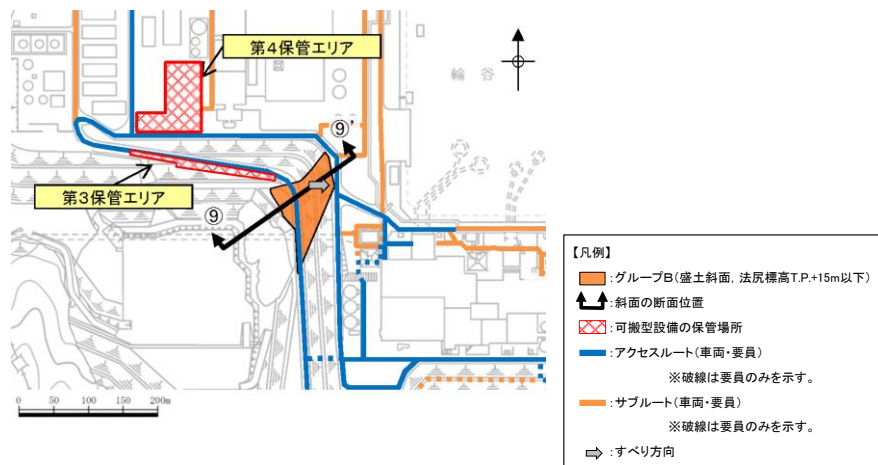 第4保管エリア
輪谷
⑨’
第3保管エリア
⑨
0 50 100 150 200m
【凡例】
:グループB(盛土斜面, 法尻標高T.P.+15m以下)
:斜面の断面位置
:可搬型設備の保管場所
:アクセスルート(車両・要員)
※破線は要員のみを示す。
:サブルート(車両・要員)
※破線は要員のみを示す。
:すべり方向